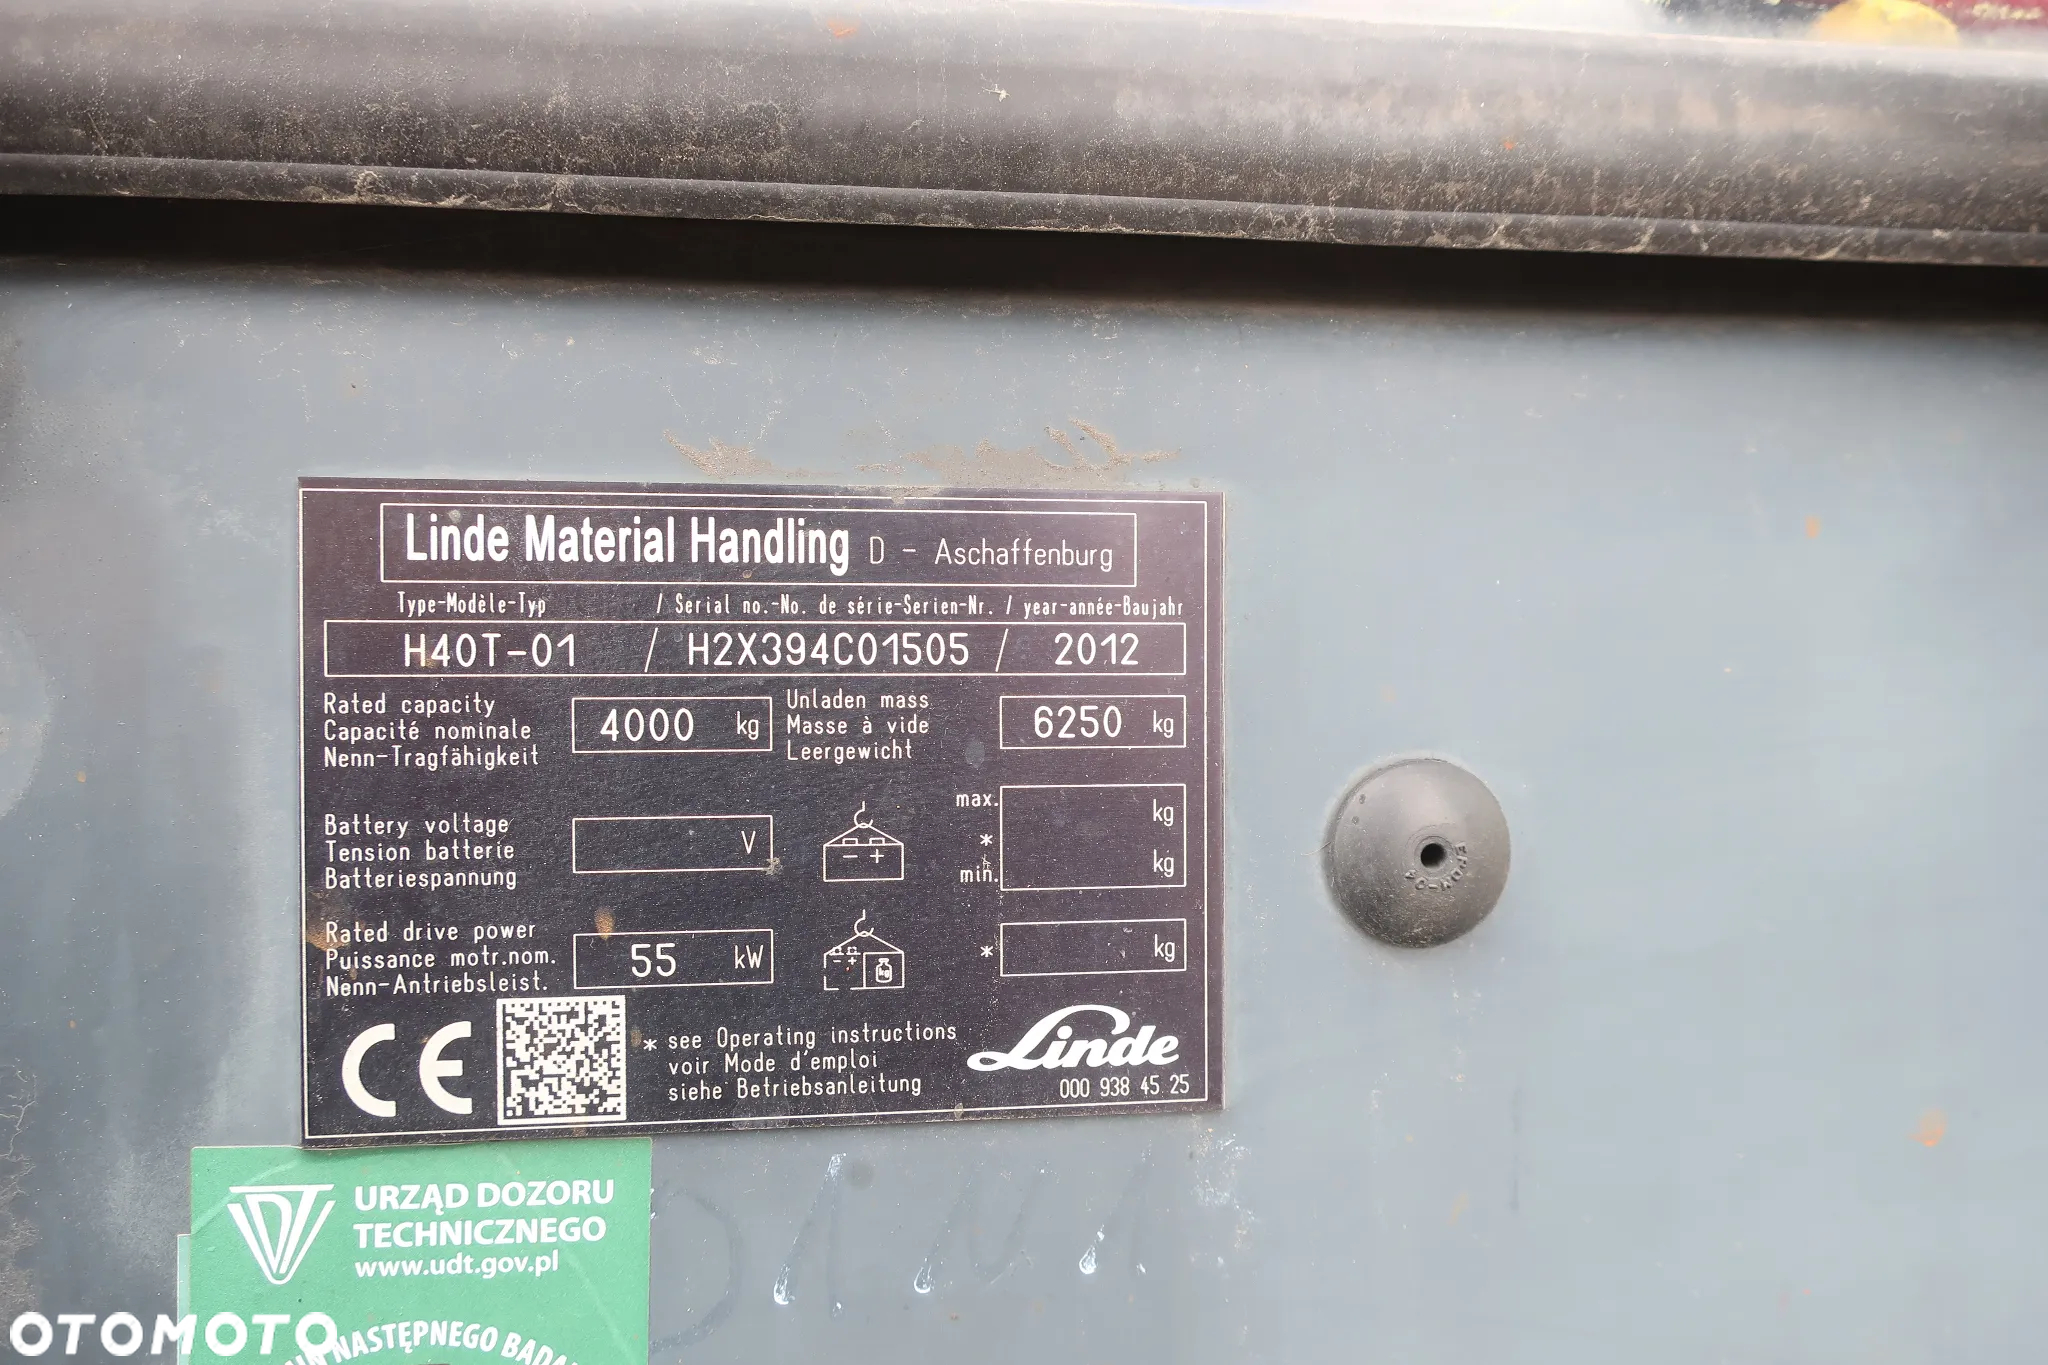 Linde Material Handling D - Aschaffenburg
Type-Modèle-Typ / Serial no.-No. de série-Serien-Nr. / year-année-Baujahr
H40T-01 / H2X394C01505 / 2012
Rated capacity
Capacité nominale
Nenn-Tragfähigkeit
4000 kg
Unladen mass
Masse à vide
Leergewicht
6250 kg
Battery voltage
Tension batterie
Batteriespannung
V
- +
max. kg
*
min. kg
Rated drive power
Puissance motr.nom.
Nenn-Antriebsleist.
55 kW
- +
kg
* kg
CE
* see Operating instructions
voir Mode d'emploi
siehe Betriebsanleitung
Linde
000 938 45 25
UDT
URZĄD DOZORU
TECHNICZNEGO
www.udt.gov.pl
NASTĘPNEGO
OTOMOTO